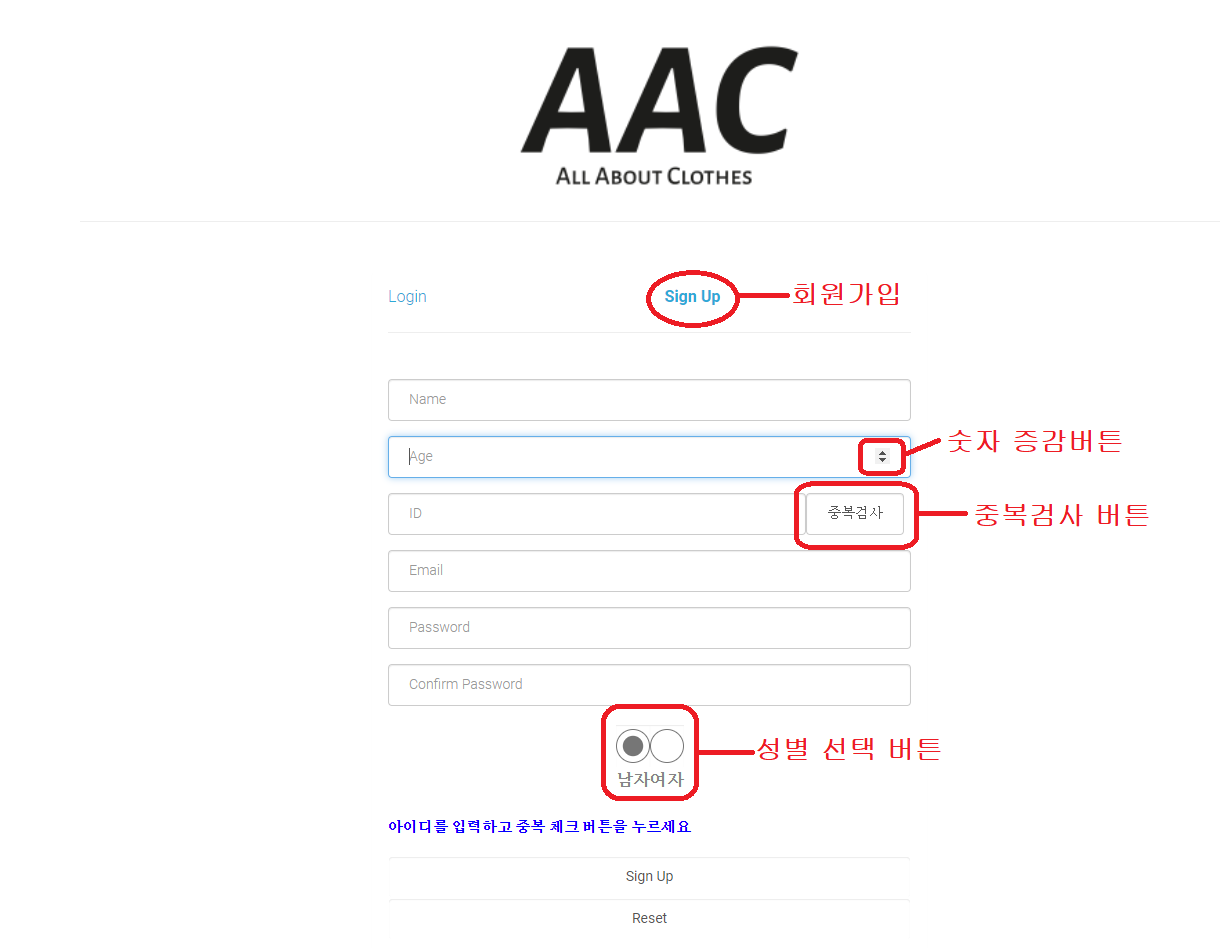 AAC
ALL ABOUT CLOTHES
Login
Sign Up
회원가입
Name
Age
숫자 증감버튼
ID
중복검사
중복검사 버튼
Email
Password
Confirm Password
남자여자
성별 선택 버튼
아이디를 입력하고 중복 체크 버튼을 누르세요
Sign Up
Reset